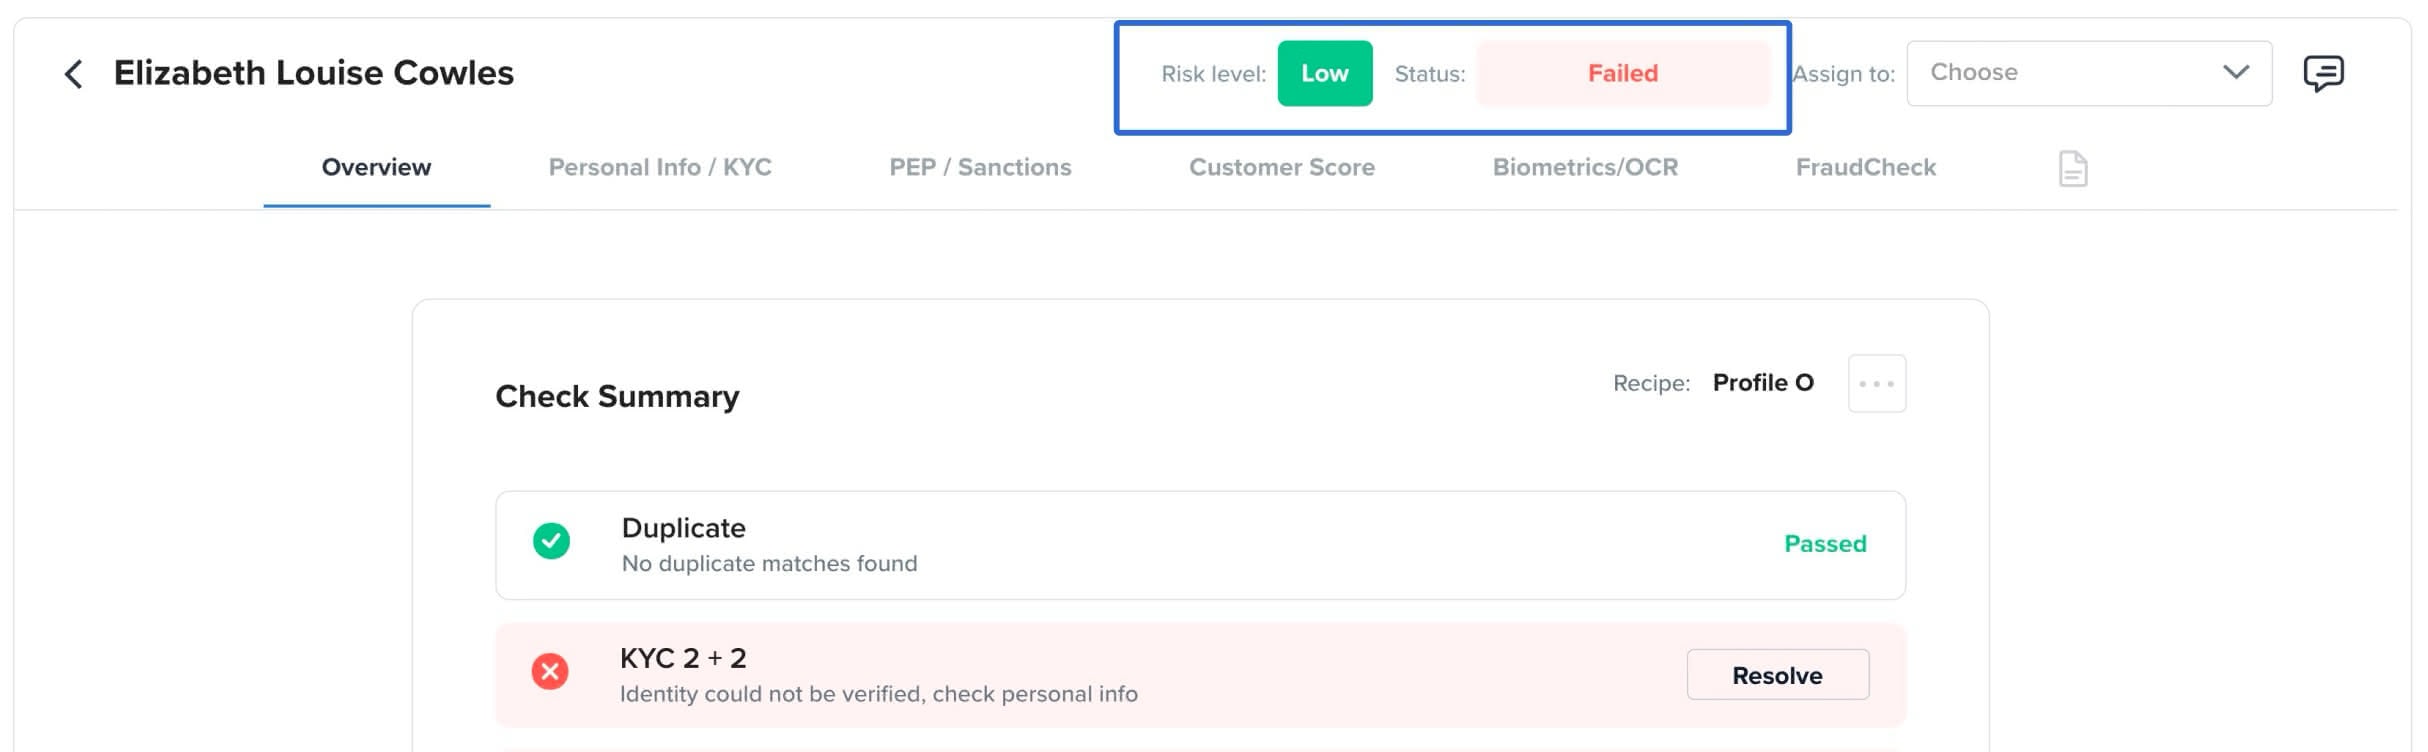 Elizabeth Louise Cowles
Risk level: Low Status: Failed Assign to: Choose
Overview Personal Info / KYC PEP / Sanctions Customer Score Biometrics/OCR FraudCheck
Check Summary
Recipe: Profile O
Duplicate
No duplicate matches found
Passed
KYC 2 + 2
Identity could not be verified, check personal info
Resolve